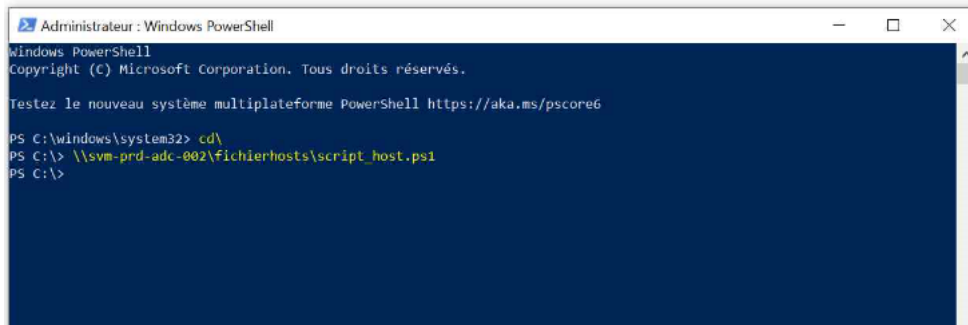 Administrateur : Windows PowerShell
Windows PowerShell
Copyright (C) Microsoft Corporation. Tous droits réservés.
Testez le nouveau système multiplateforme PowerShell https://aka.ms/pscore6
PS C:\windows\system32> cd\
PS C:\> \\svm-prd-adc-002\fichierhosts\script_host.ps1
PS C:\>